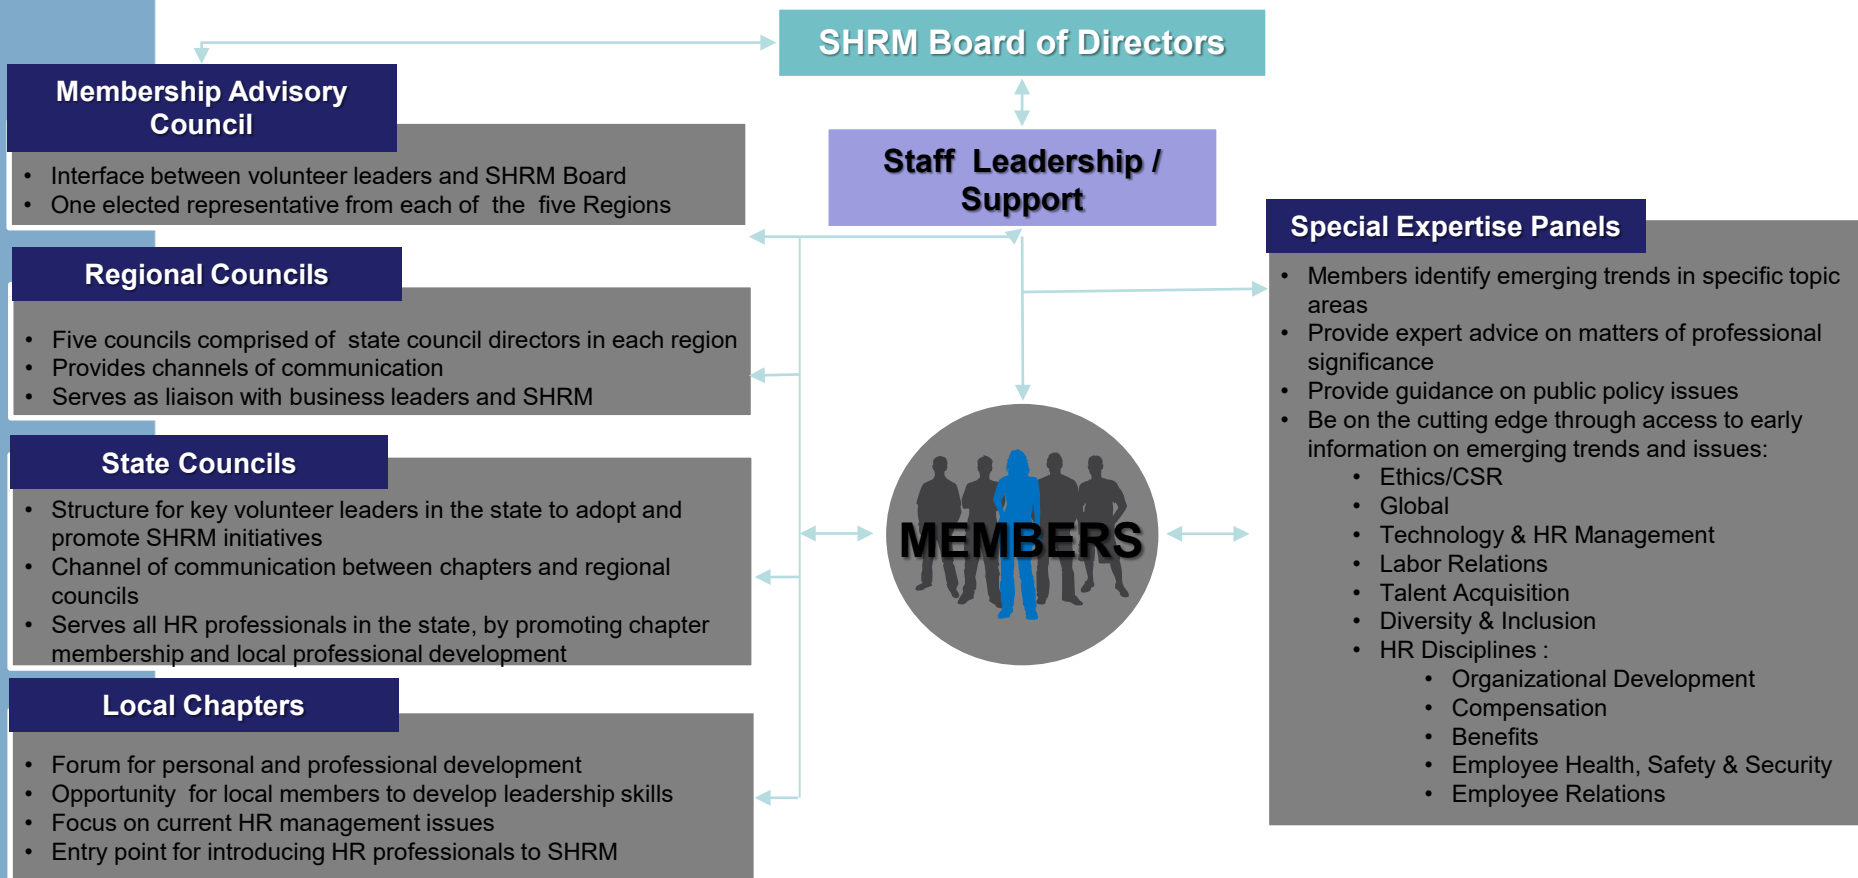 SHRM Board of Directors
Membership Advisory
Council
• Interface between volunteer leaders and SHRM Board
• One elected representative from each of the five Regions
Staff Leadership /
Support
Regional Councils
• Five councils comprised of state council directors in each region
• Provides channels of communication
• Serves as liaison with business leaders and SHRM
State Councils
• Structure for key volunteer leaders in the state to adopt and
promote SHRM initiatives
• Channel of communication between chapters and regional
councils
• Serves all HR professionals in the state, by promoting chapter
membership and local professional development
Local Chapters
• Forum for personal and professional development
• Opportunity for local members to develop leadership skills
• Focus on current HR management issues
• Entry point for introducing HR professionals to SHRM
MEMBERS
Special Expertise Panels
• Members identify emerging trends in specific topic
areas
• Provide expert advice on matters of professional
significance
• Provide guidance on public policy issues
• Be on the cutting edge through access to early
information on emerging trends and issues:
• Ethics/CSR
• Global
• Technology & HR Management
• Labor Relations
• Talent Acquisition
• Diversity & Inclusion
• HR Disciplines :
• Organizational Development
• Compensation
• Benefits
• Employee Health, Safety & Security
• Employee Relations